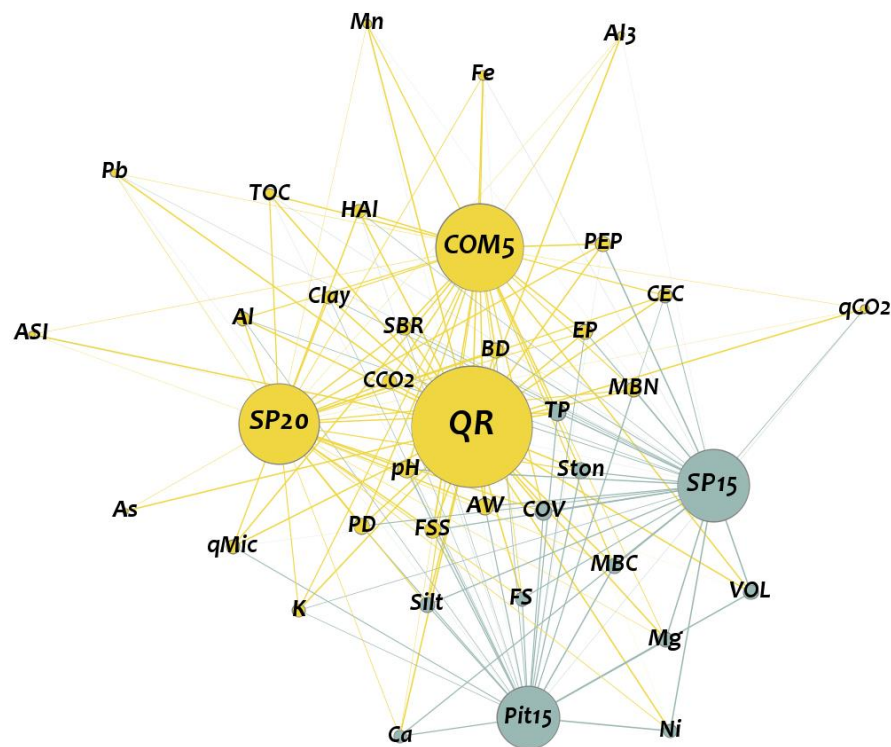 Mn
Al3
Fe
Pb
TOC
HAl
COM5
PEP
Clay
CEC
qCO2
Al
SBR
EP
ASI
BD
CCO2
MBN
SP20
QR
TP
pH
Ston
SP15
As
AW
COV
PD
FSS
qMic
MBC
VOL
K
Silt
FS
Mg
Pit15
Ca
Ni